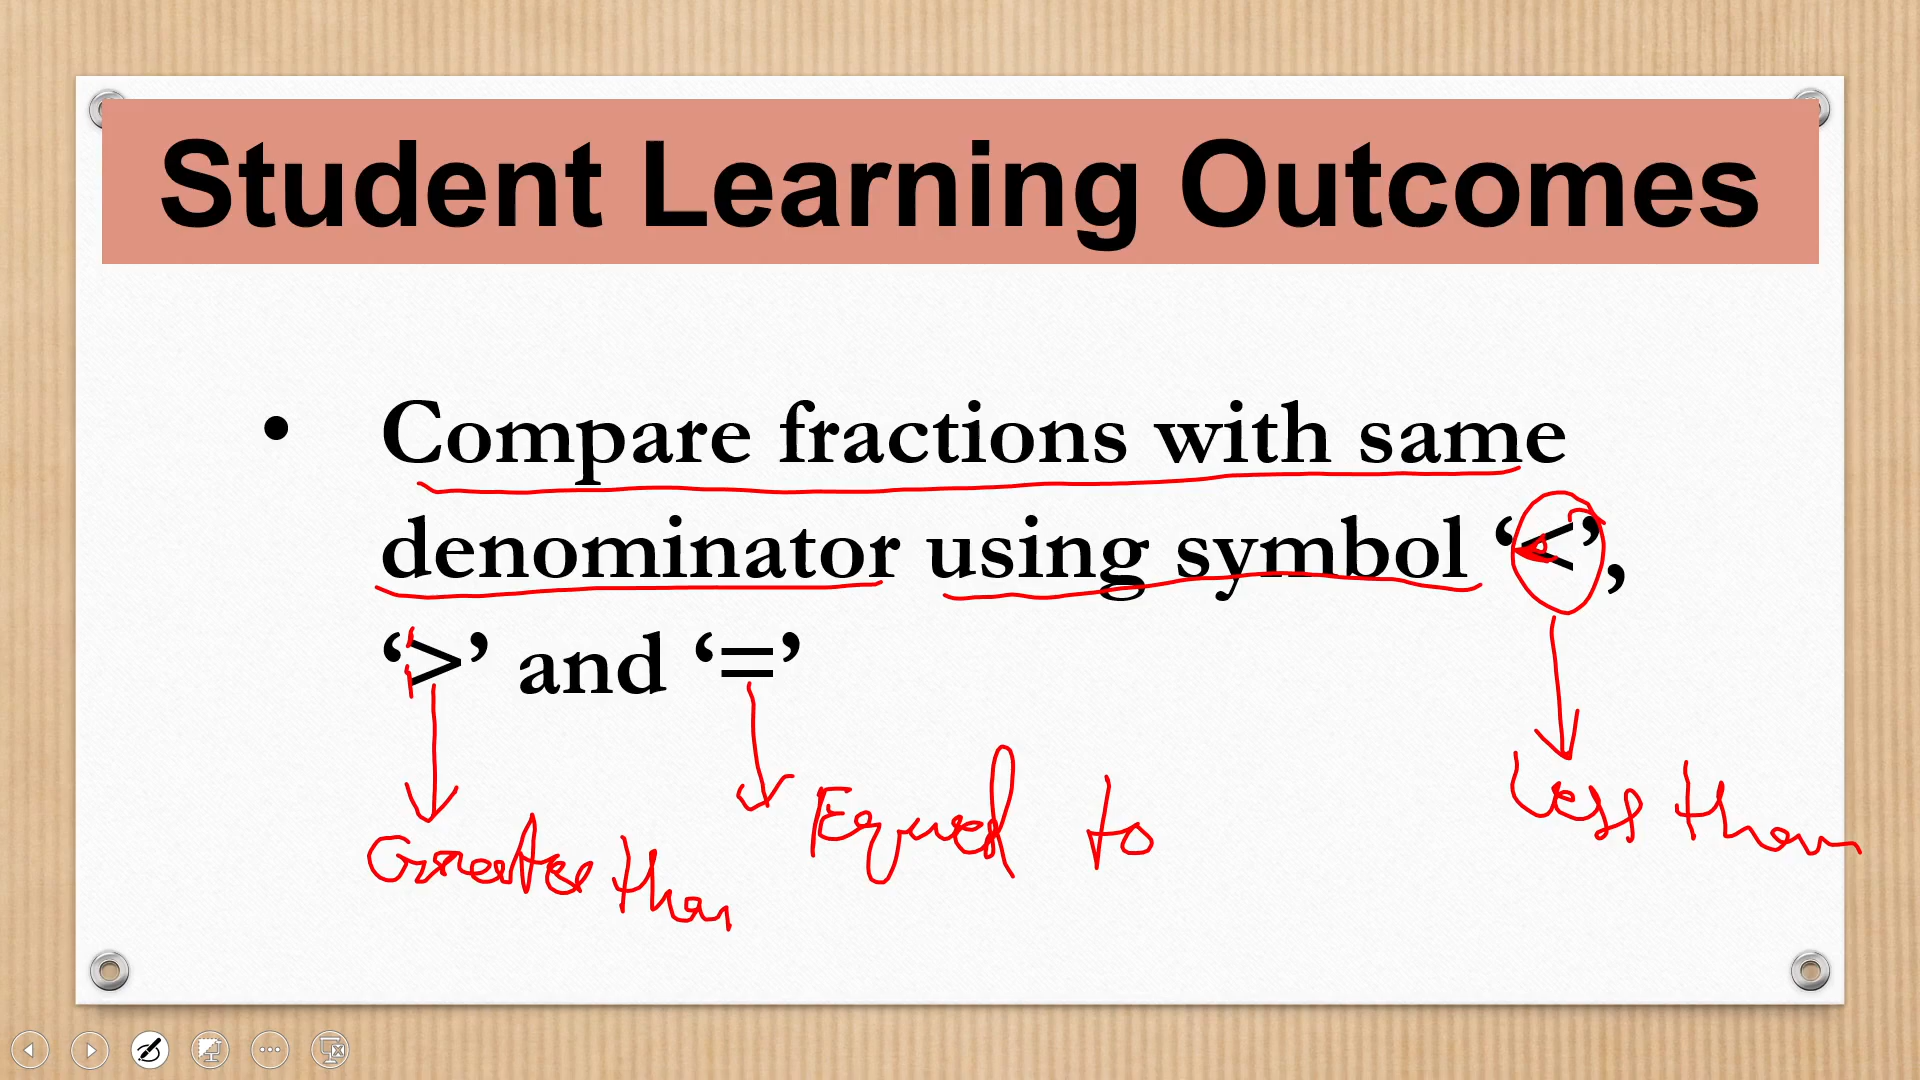 Student Learning Outcomes
• Compare fractions with same
denominator using symbol ‘<’,
‘>’ and ‘=’
Greater than
Equal to
Less than